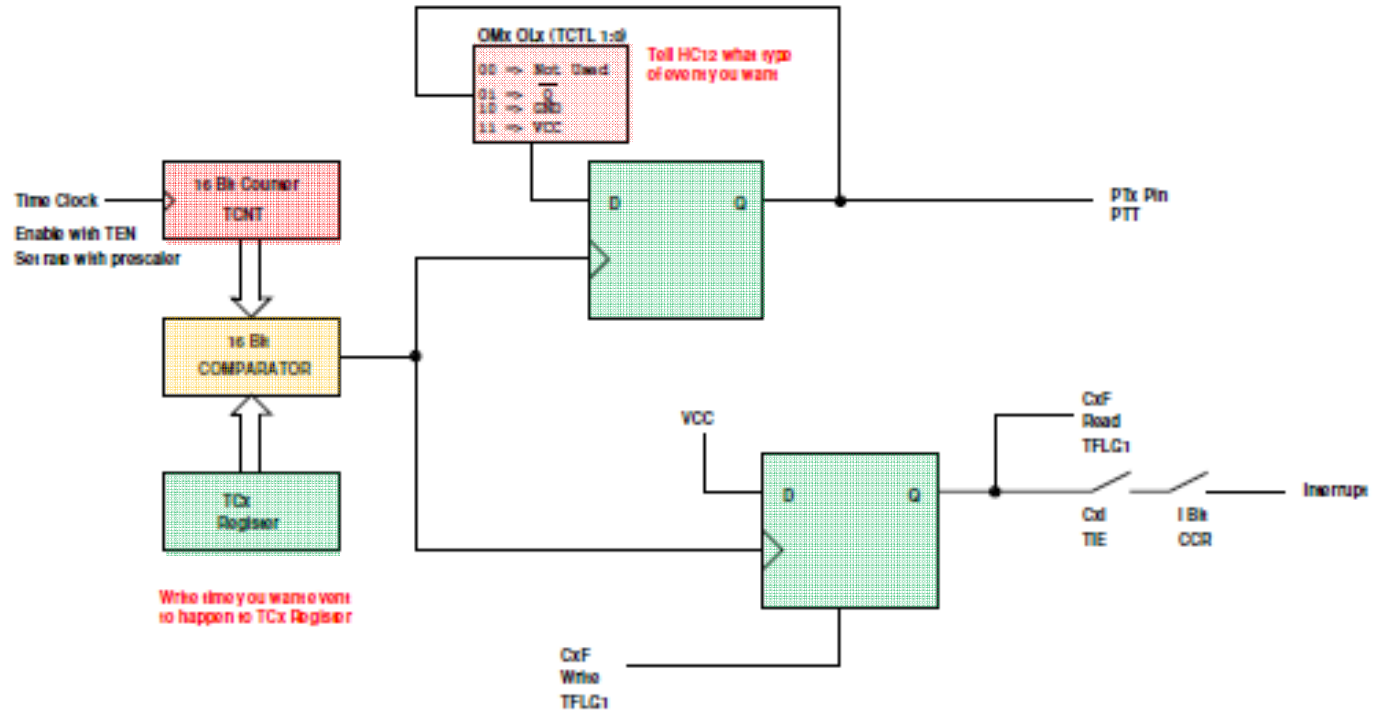 OMx OLx (TCTL 1:0)
00 => Not Used
01 => Q
10 => GND
11 => VCC
Tell HC12 what type
of event you want
16 Bit Counter
TCNT
Time Clock
Enable with TEN
Set rate with prescaler
D
Q
PTx Pin
PTT
16 Bit
COMPARATOR
TCx
Register
Write time you want event
to happen to TCx Register
VCC
D
Q
CxF
Read
TFLG1
CxI
TIE
I Bit
CCR
Interrupt
CxF
Write
TFLG1